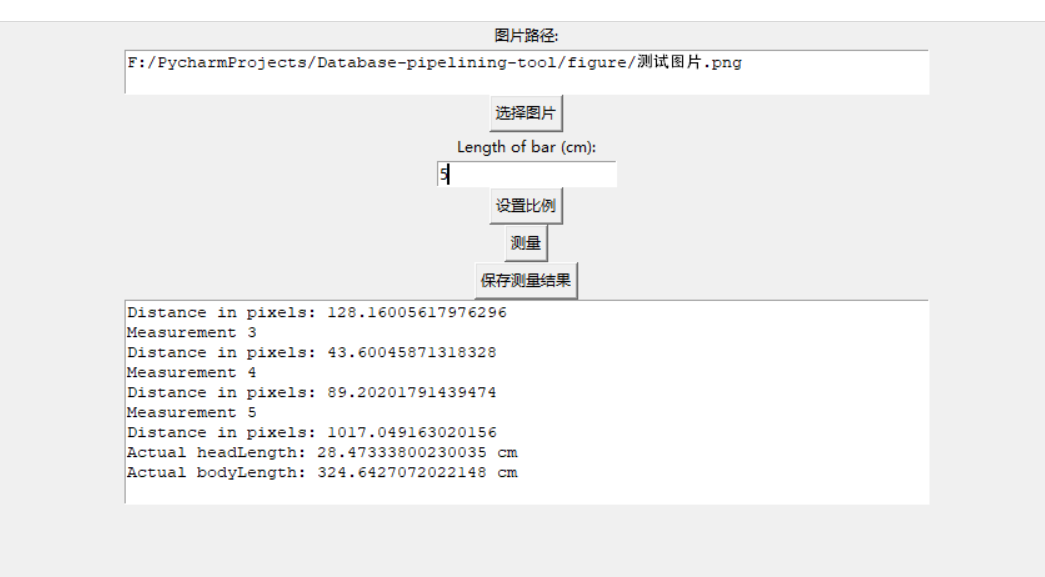 图片路径:
F:/PycharmProjects/Database-pipelining-tool/figure/测试图片.png
选择图片
Length of bar (cm):
5
设置比例
测量
保存测量结果
Distance in pixels: 128.16005617976296
Measurement 3
Distance in pixels: 43.60045871318328
Measurement 4
Distance in pixels: 89.20201791439474
Measurement 5
Distance in pixels: 1017.049163020156
Actual headLength: 28.47333800230035 cm
Actual bodyLength: 324.6427072022148 cm